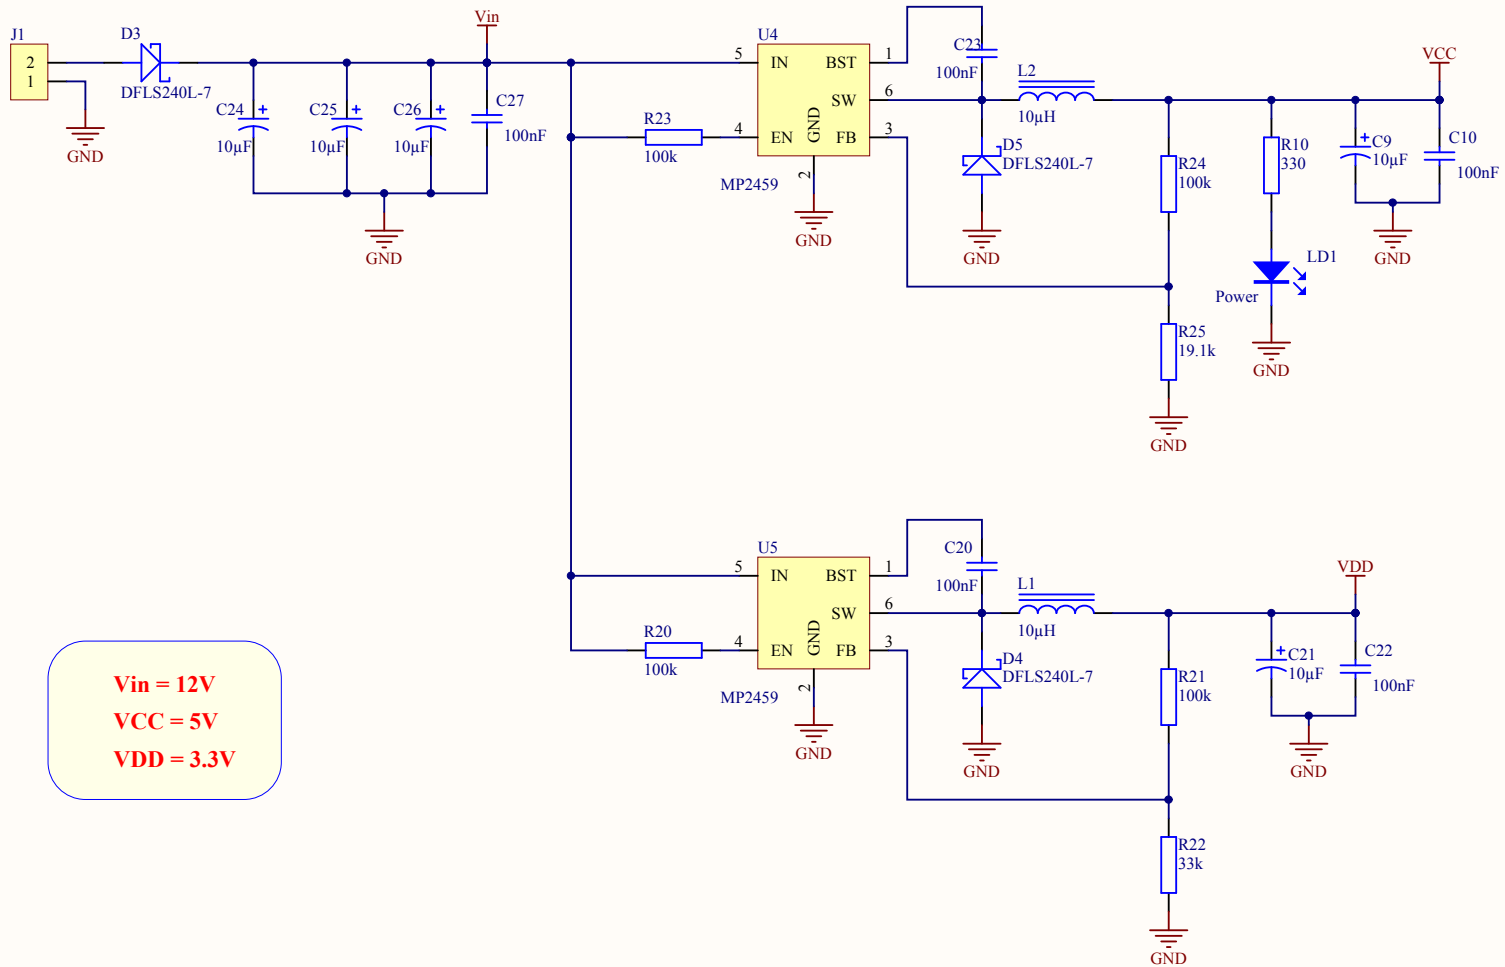 J1
2
1
GND
D3
DFLS240L-7
Vin
C24
10µF
C25
10µF
C26
10µF
C27
100nF
GND
R23
100k
U4
5
IN
BST
1
SW
6
4
EN
GND
FB
3
2
MP2459
GND
C23
100nF
L2
10µH
D5
DFLS240L-7
GND
R24
100k
R25
19.1k
GND
R10
330
LD1
Power
GND
VCC
C9
10µF
C10
100nF
GND
R20
100k
U5
5
IN
BST
1
SW
6
4
EN
GND
FB
3
2
MP2459
GND
C20
100nF
L1
10µH
D4
DFLS240L-7
GND
R21
100k
R22
33k
GND
VDD
C21
10µF
C22
100nF
GND
Vin = 12V
VCC = 5V
VDD = 3.3V